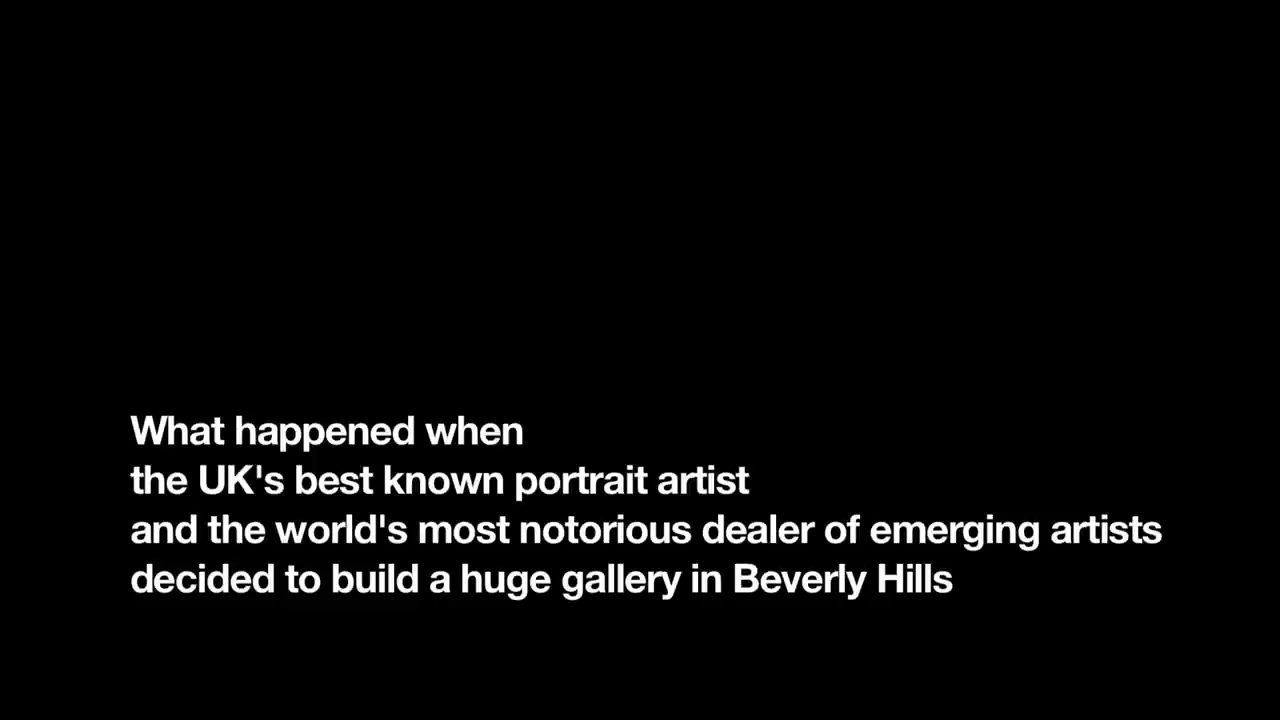 What happened when
the UK's best known portrait artist
and the world's most notorious dealer of emerging artists
decided to build a huge gallery in Beverly Hills